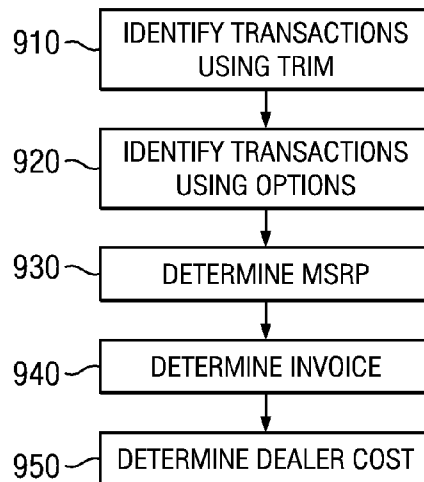 910
IDENTIFY TRANSACTIONS
USING TRIM
920
IDENTIFY TRANSACTIONS
USING OPTIONS
930
DETERMINE MSRP
940
DETERMINE INVOICE
950
DETERMINE DEALER COST